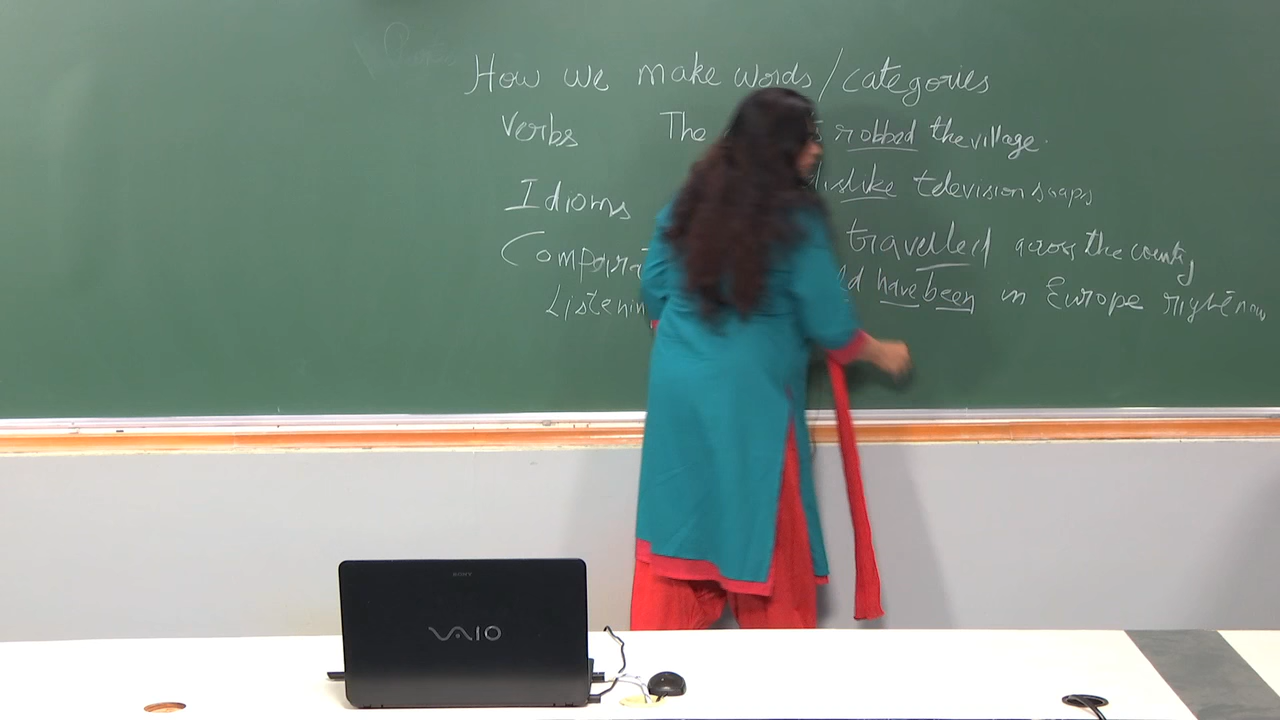 How we make words/categories
Verbs The robbed the village.
Idioms dislike television soaps
travelled across the country
Listenin have been in Europe right now
SONY
VAIO